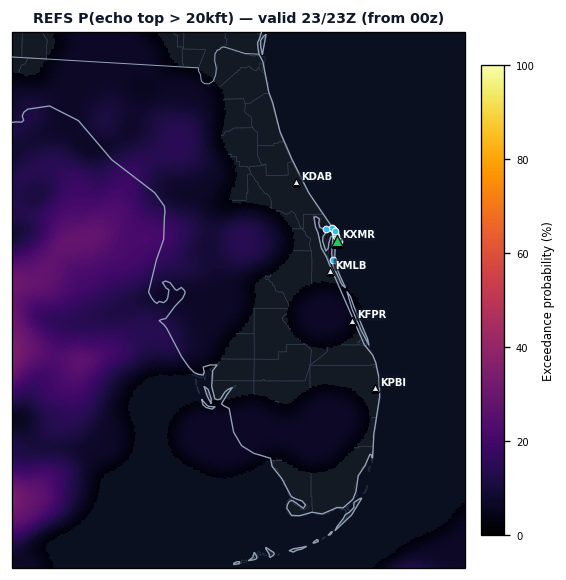 REFS P(echo top > 20kft) — valid 23/23Z (from 00z)
KDAB
KXMR
KMLB
KFPR
KPBI
100
80
60
40
20
0
Exceedance probability (%)